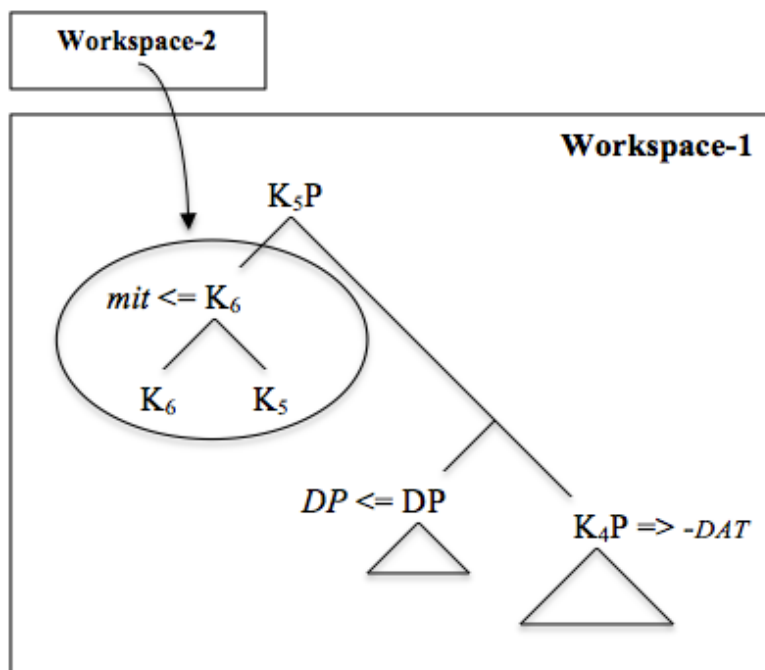 Workspace-2
Workspace-1
K₅P
mit <= K₆
K₆ K₅
DP <= DP
K₄P => -DAT